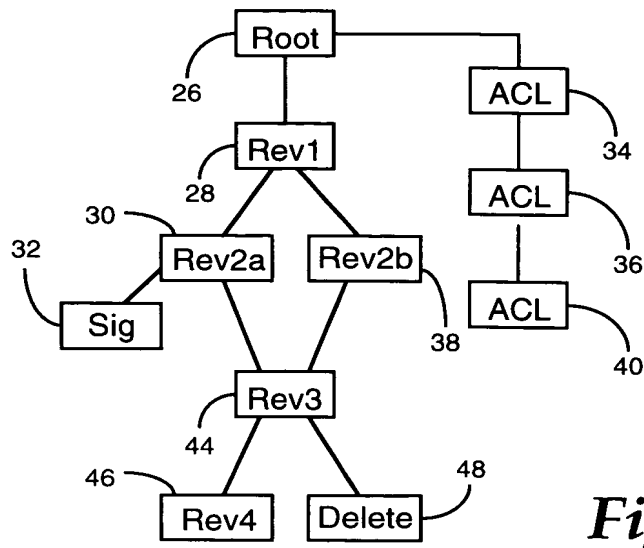 Root
26
ACL
34
Rev1
28
ACL
36
30
Rev2a
Rev2b
32
Sig
38
ACL
40
Rev3
44
46
48
Rev4
Delete